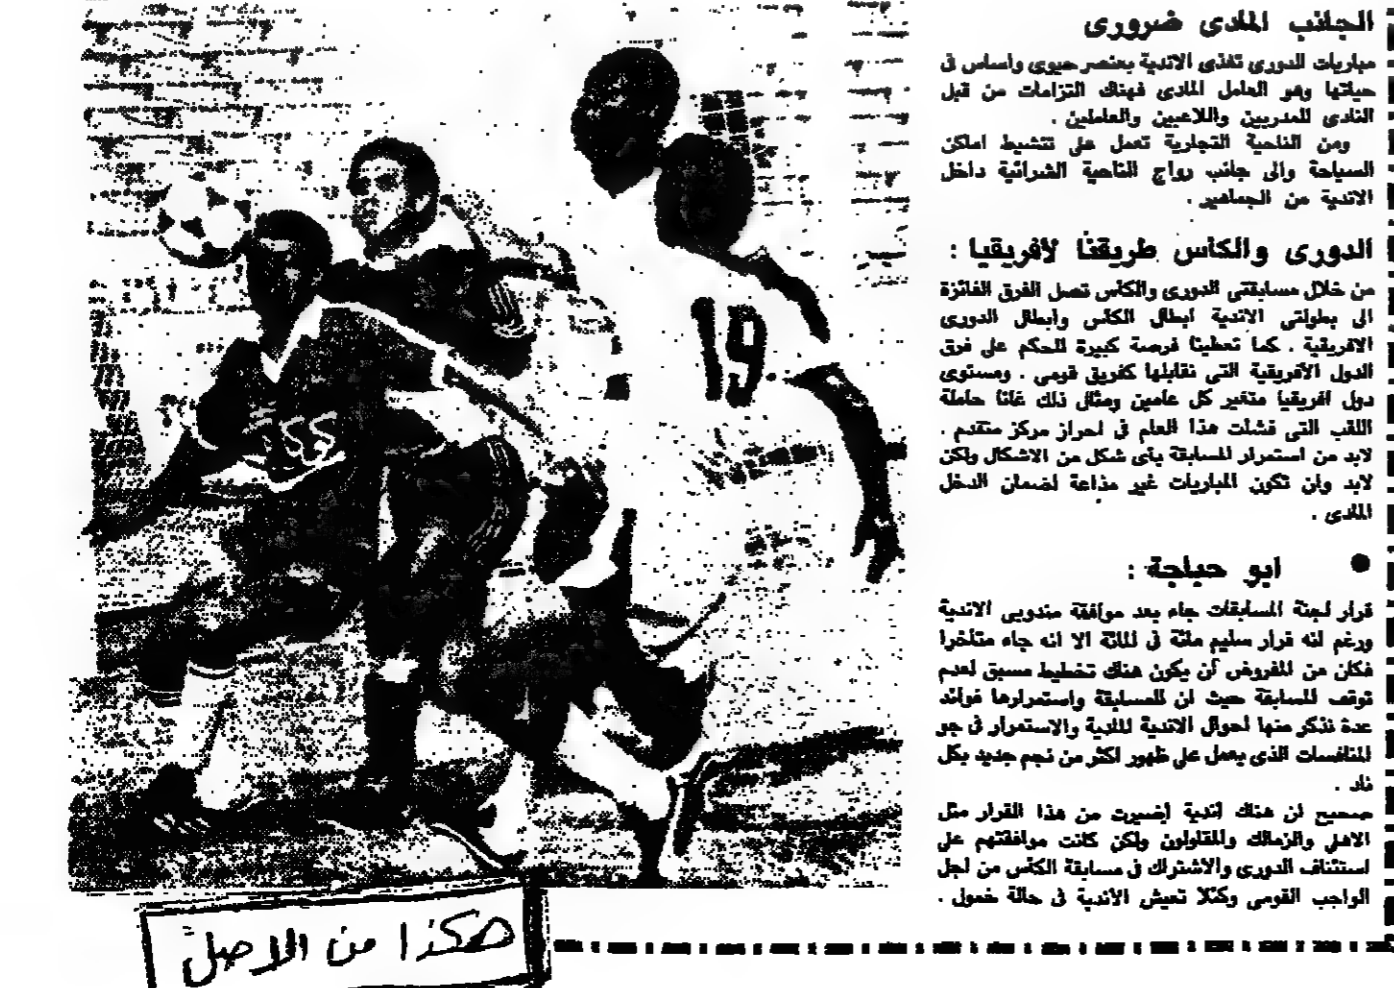 الجانب المادى ضرورى
مباريات الدورى تغذى الاندية بعنصر حيوى واساس فى
حياتها وهو العامل المادى فهناك التزامات من قبل
النادى للمدربين واللاعبين والعاملين .
ومن الناحية التجارية تعمل على تنشيط اماكن
السياحة والى جانب رواج الناحية الشرائية داخل
الاندية من الجماهير .
الدورى والكاس طريقنا لأفريقيا :
من خلال مسابقتى الدورى والكاس تصل الفرق الفائزة
الى بطولتى الاندية ابطال الكاس وابطال الدورى
الافريقية . كما تعطينا فرصة كبيرة للحكم على فرق
الدول الأفريقية التى نقابلها كفريق قومى . ومستوى
دول افريقيا متغير كل عامين ومثال ذلك غانا حاملة
اللقب التى فشلت هذا العام فى احراز مركز متقدم .
لابد من استمرار المسابقة بأى شكل من الاشكال ولكن
لابد وان تكون المباريات غير مذاعة لضمان الدخل
المادى .
● ابو حباجة :
قرار لجنة المسابقات جاء بعد موافقة مندوبى الاندية
ورغم انه قرار سليم مائة فى المائة الا انه جاء متأخرا
فكان من المفروض أن يكون هناك تخطيط مسبق لعدم
توقف المسابقة حيث ان للمسابقة واستمرارها فوائد
عدة نذكر منها احوال الاندية المادية والاستمرار فى جو
المنافسات الذى يعمل على ظهور اكثر من نجم جديد بكل
ناد .
صحيح ان هناك أندية أضيرت من هذا القرار مثل
الاهلى والزمالك والمقاولون ولكن كانت موافقتهم على
استئناف الدورى والاشتراك فى مسابقة الكاس من اجل
الواجب القومى وكثلا تعيش الاندية فى حالة خمول .
19
هكذا من الاصل